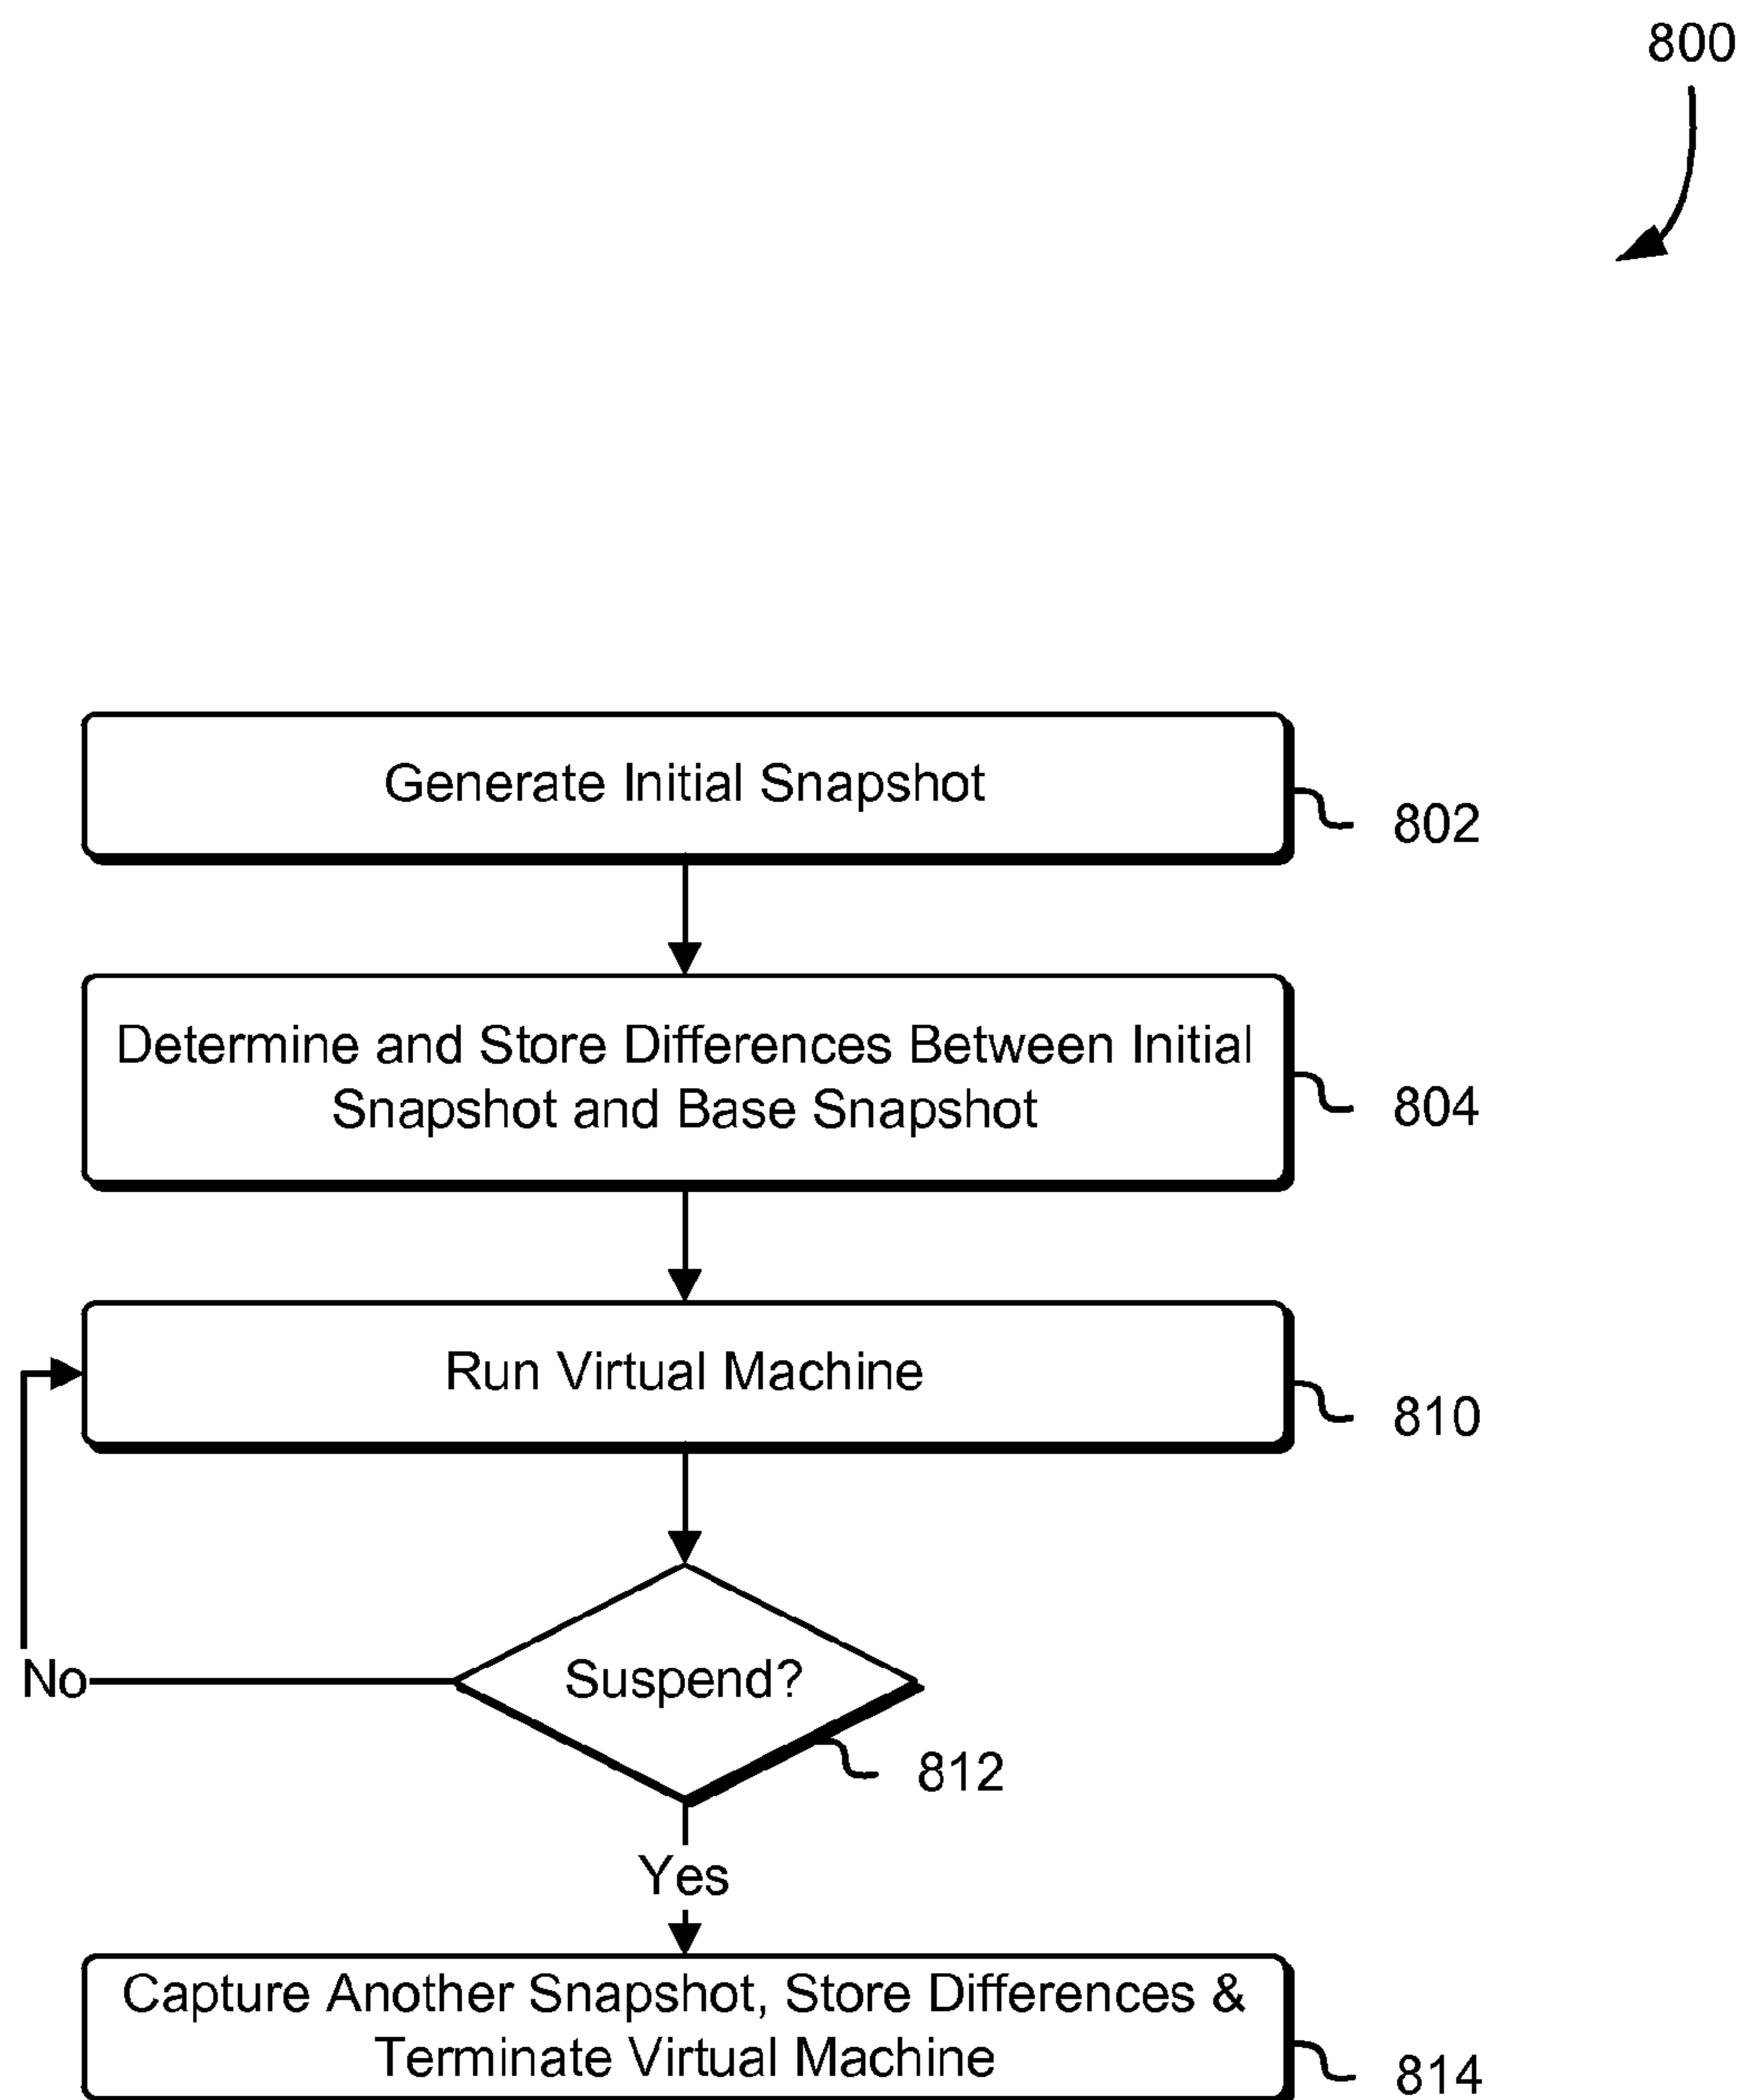 800
Generate Initial Snapshot
802
Determine and Store Differences Between Initial
Snapshot and Base Snapshot
804
Run Virtual Machine
810
Suspend?
No
812
Yes
Capture Another Snapshot, Store Differences &
Terminate Virtual Machine
814